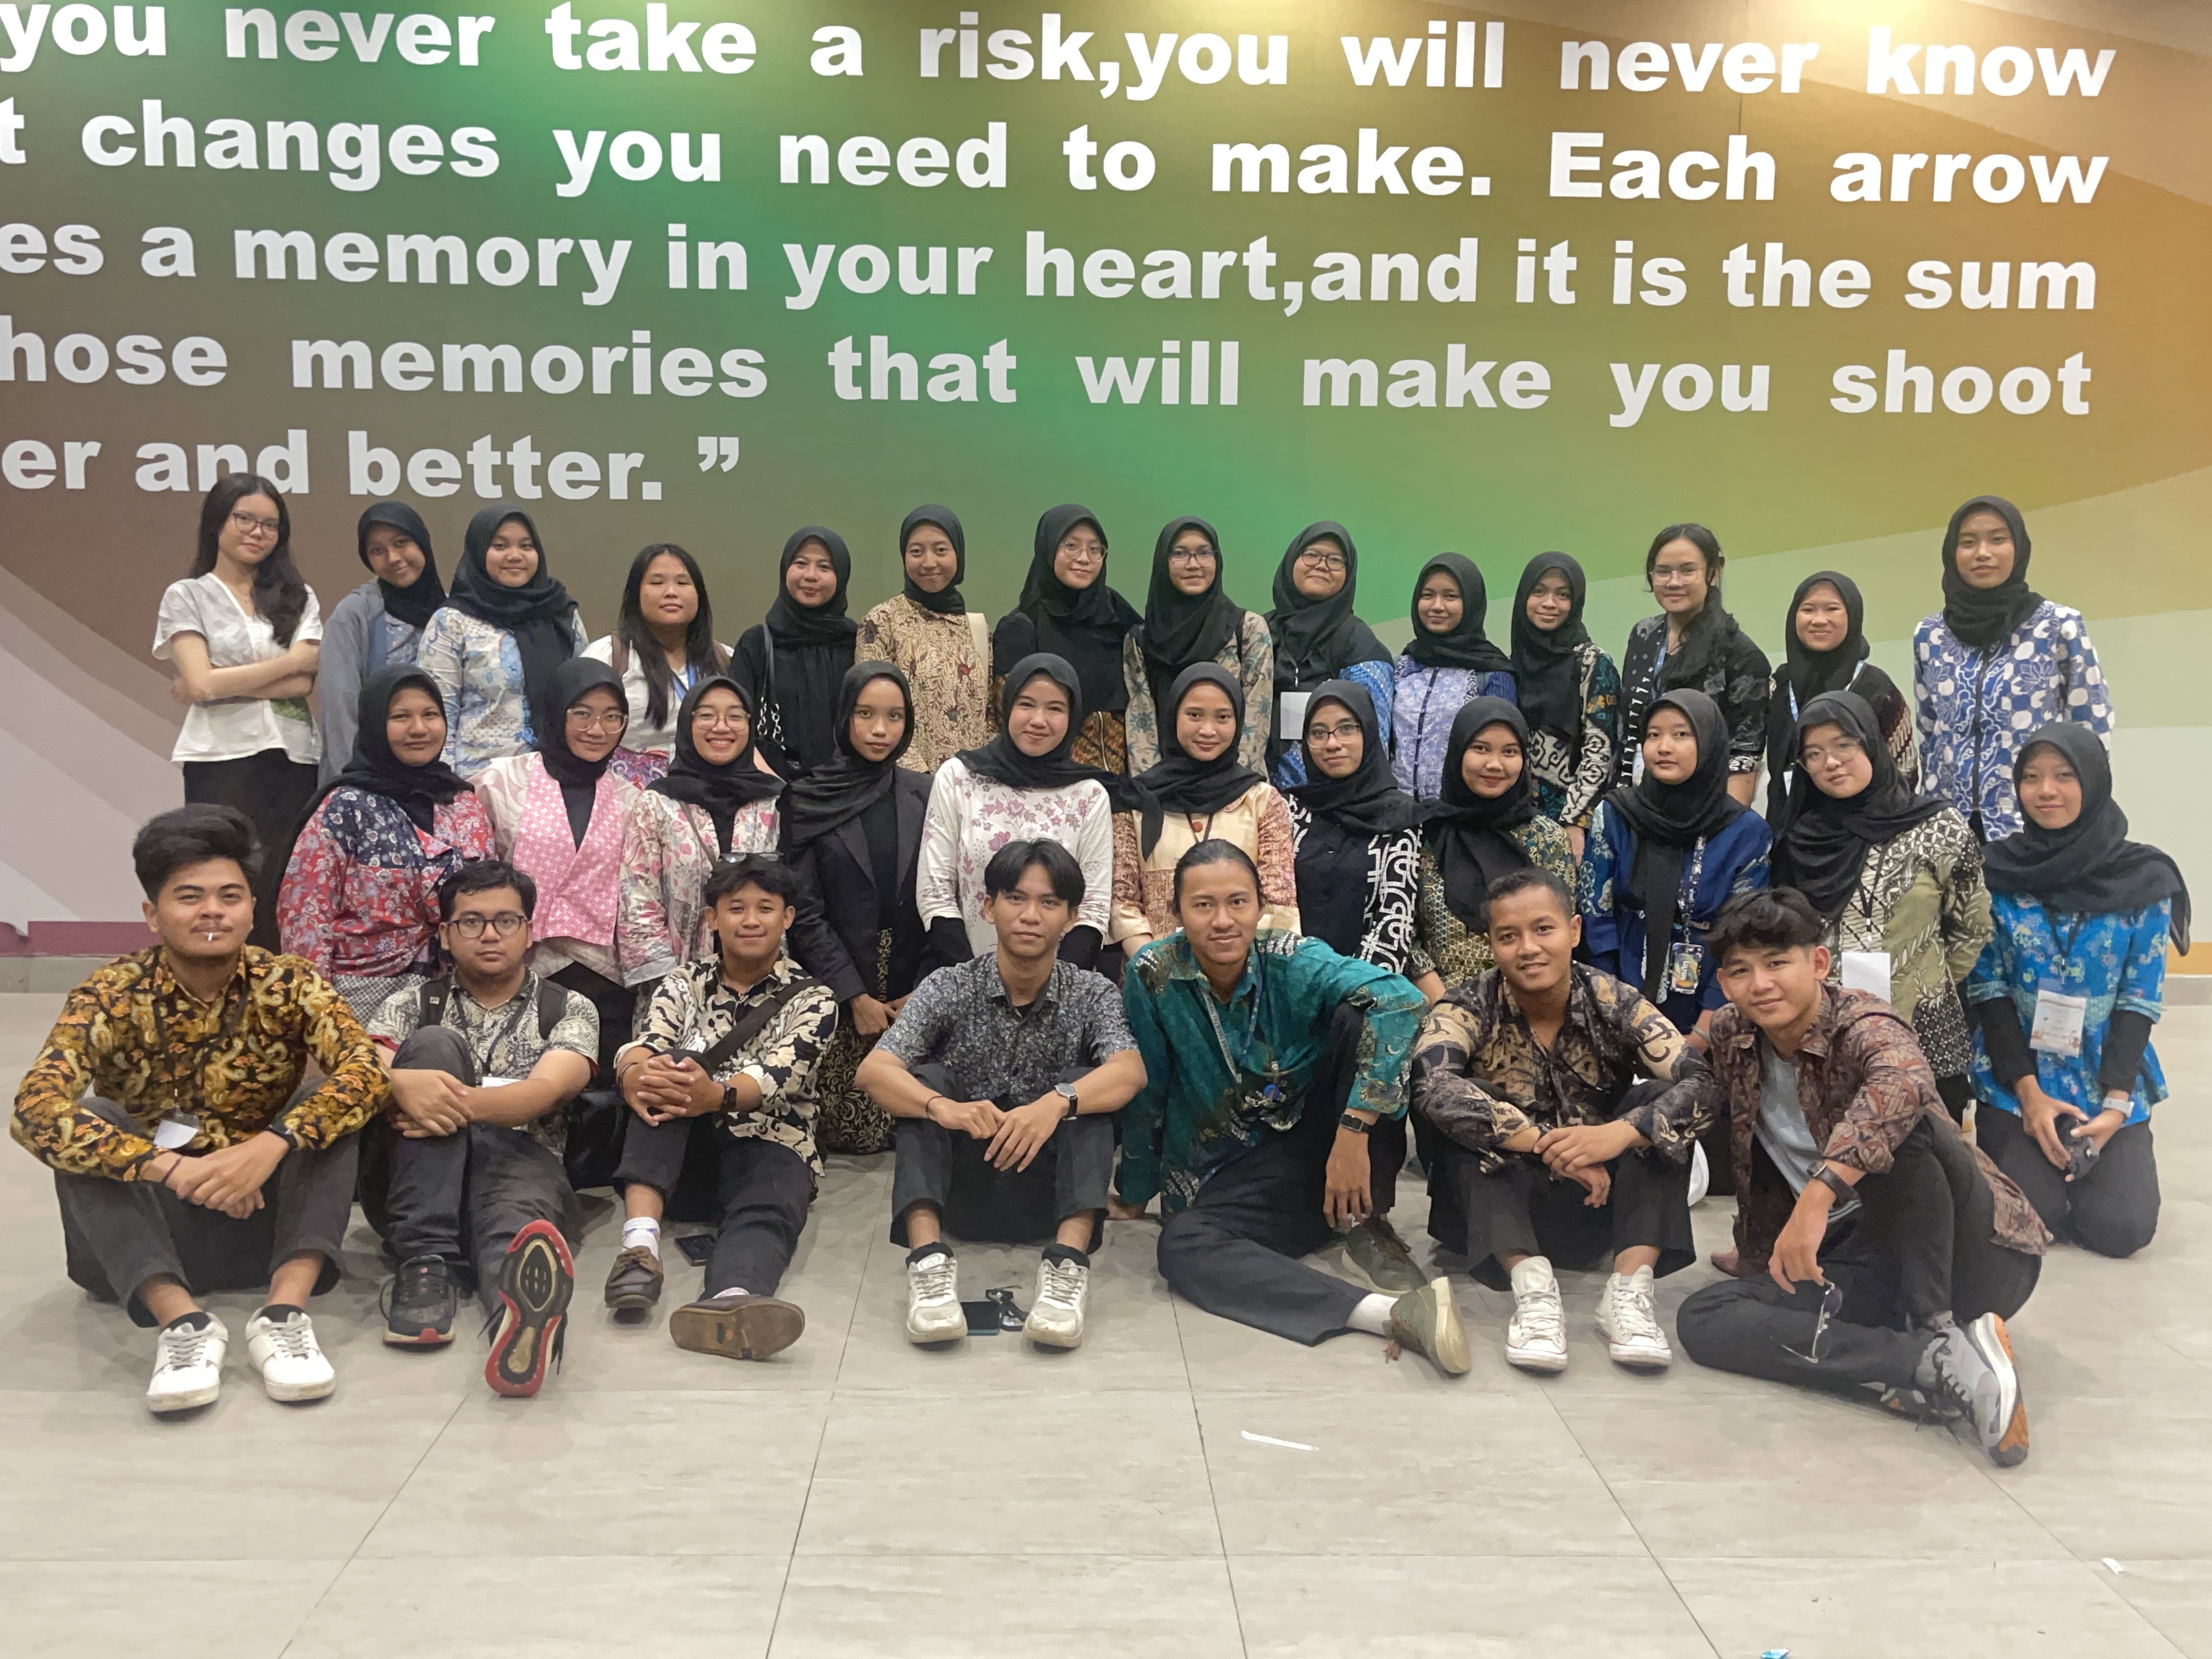 you never take a risk,you will never know
t changes you need to make. Each arrow
es a memory in your heart,and it is the sum
hose memories that will make you shoot
er and better. ”